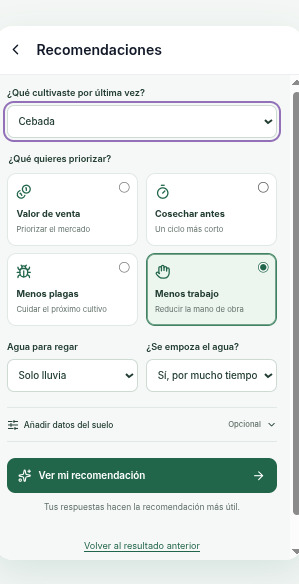 Recomendaciones
¿Qué cultivaste por última vez?
Cebada
¿Qué quieres priorizar?
Valor de venta
Priorizar el mercado
Cosechar antes
Un ciclo más corto
Menos plagas
Cuidar el próximo cultivo
Menos trabajo
Reducir la mano de obra
Agua para regar
¿Se empoza el agua?
Solo lluvia
Sí, por mucho tiempo
Añadir datos del suelo
Opcional
Ver mi recomendación
Tus respuestas hacen la recomendación más útil.
Volver al resultado anterior